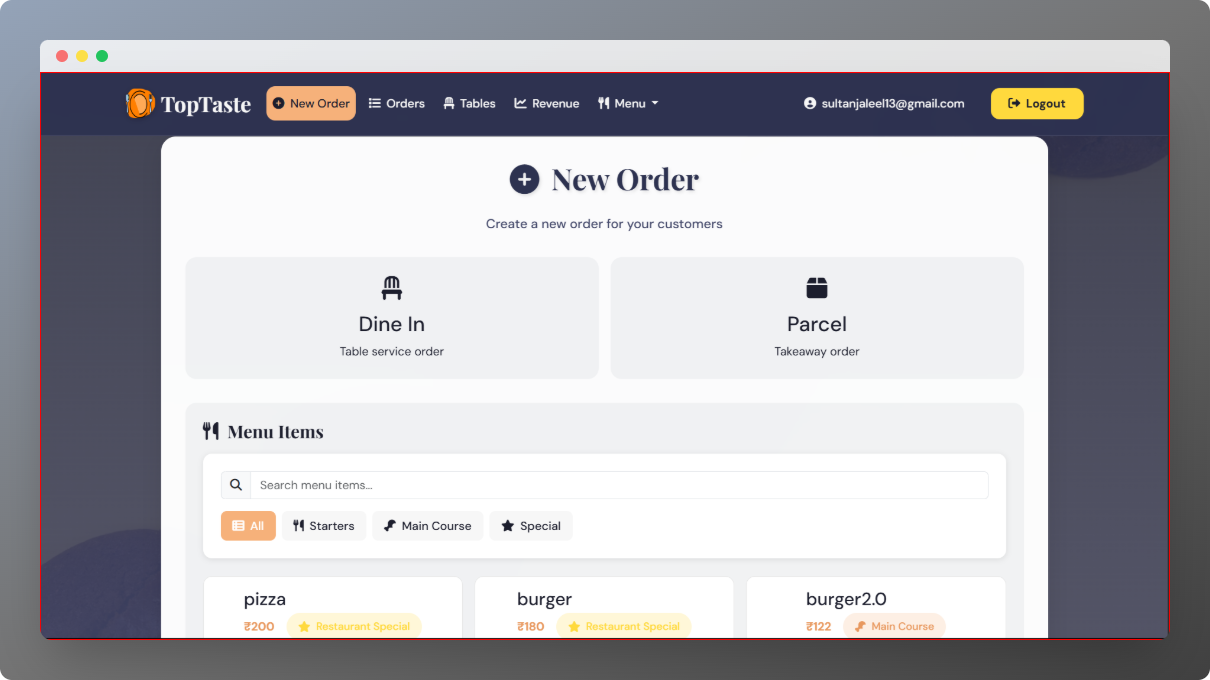 TopTaste New Order Orders Tables Revenue Menu sultanjaleel13@gmail.com Logout
New Order
Create a new order for your customers
Dine In
Table service order
Parcel
Takeaway order
Menu Items
Search menu items...
All Starters Main Course Special
pizza
₹200 Restaurant Special
burger
₹180 Restaurant Special
burger2.0
₹122 Main Course